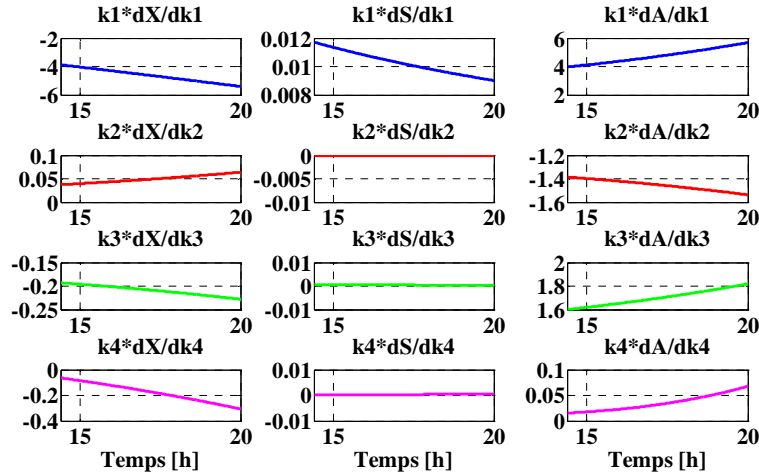 k1*dX/dk1 k1*dS/dk1 k1*dA/dk1
-2 0.012 6
-4 0.01 4
-6 0.008 2
15 20 15 20 15 20
k2*dX/dk2 k2*dS/dk2 k2*dA/dk2
0.1 0 -1.2
0.05 -0.005 -1.4
0 -0.01 -1.6
15 20 15 20 15 20
k3*dX/dk3 k3*dS/dk3 k3*dA/dk3
-0.15 0.01 2
-0.2 0 1.8
-0.25 -0.01 1.6
15 20 15 20 15 20
k4*dX/dk4 k4*dS/dk4 k4*dA/dk4
0 0.01 0.1
-0.2 0 0.05
-0.4 -0.01 0
15 20 15 20 15 20
Temps [h] Temps [h] Temps [h]